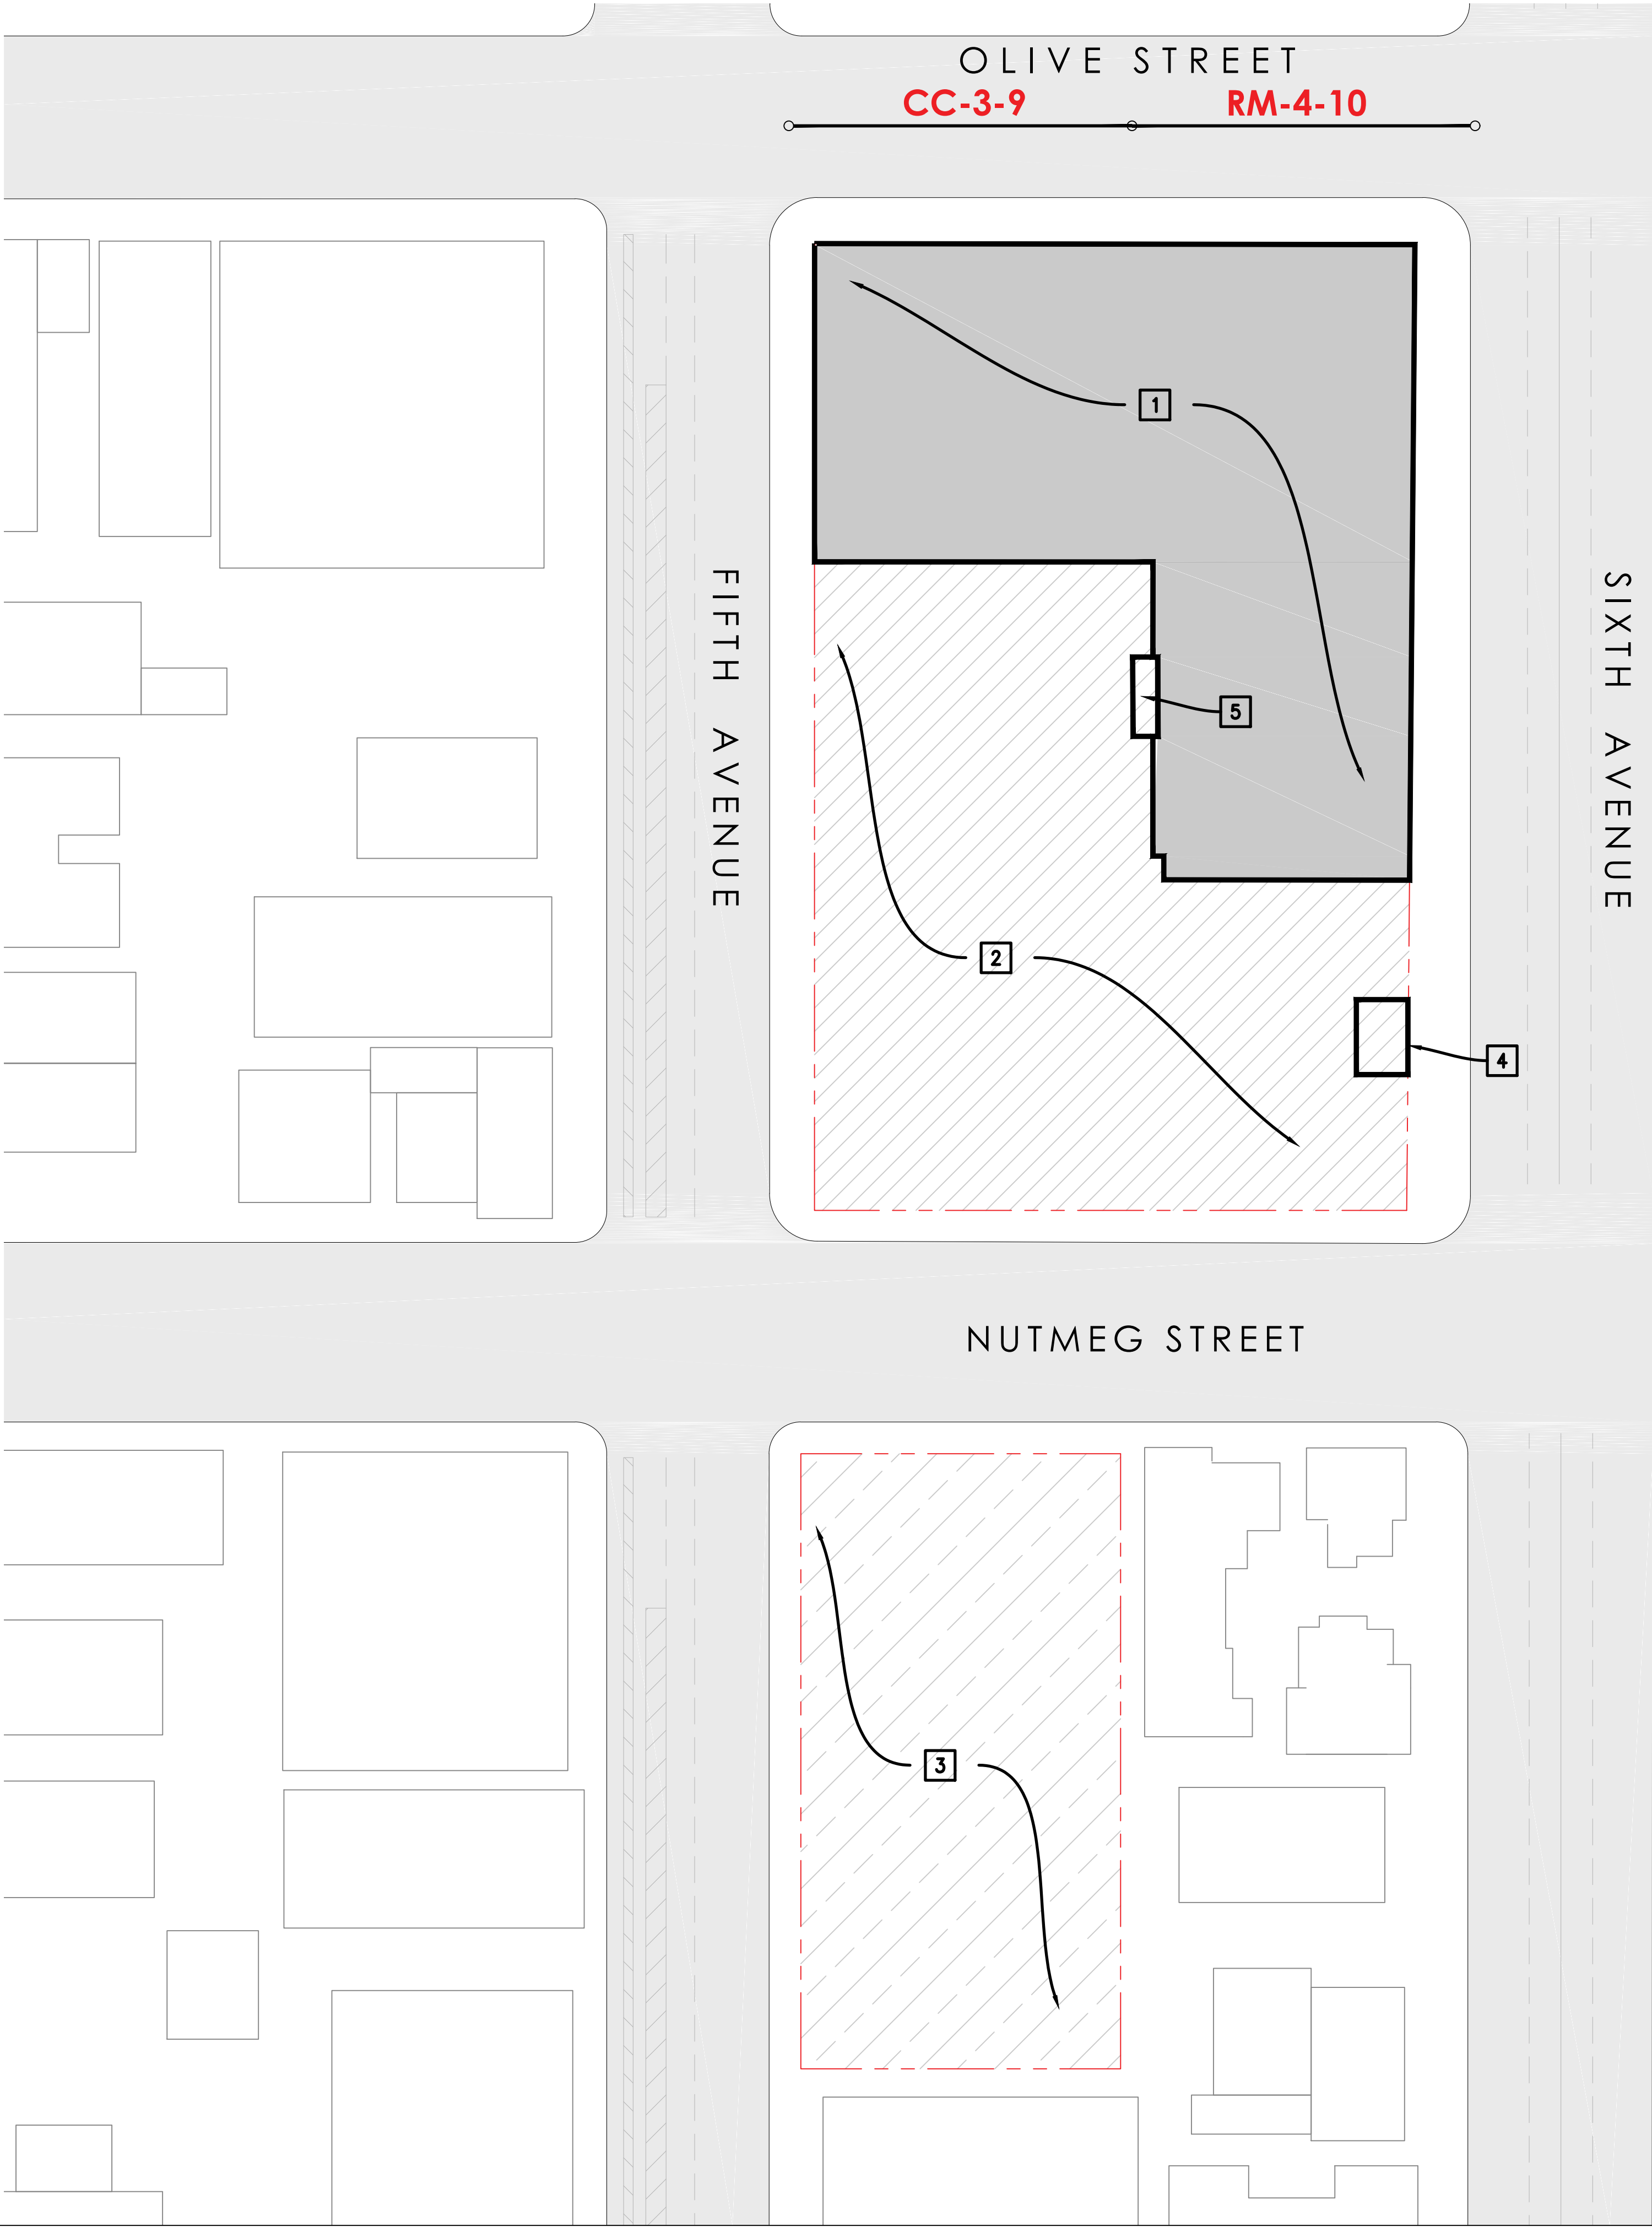 OLIVE STREET
CC-3-9 RM-4-10
1
FIFTH AVENUE
SIXTH AVENUE
5
2
4
NUTMEG STREET
3